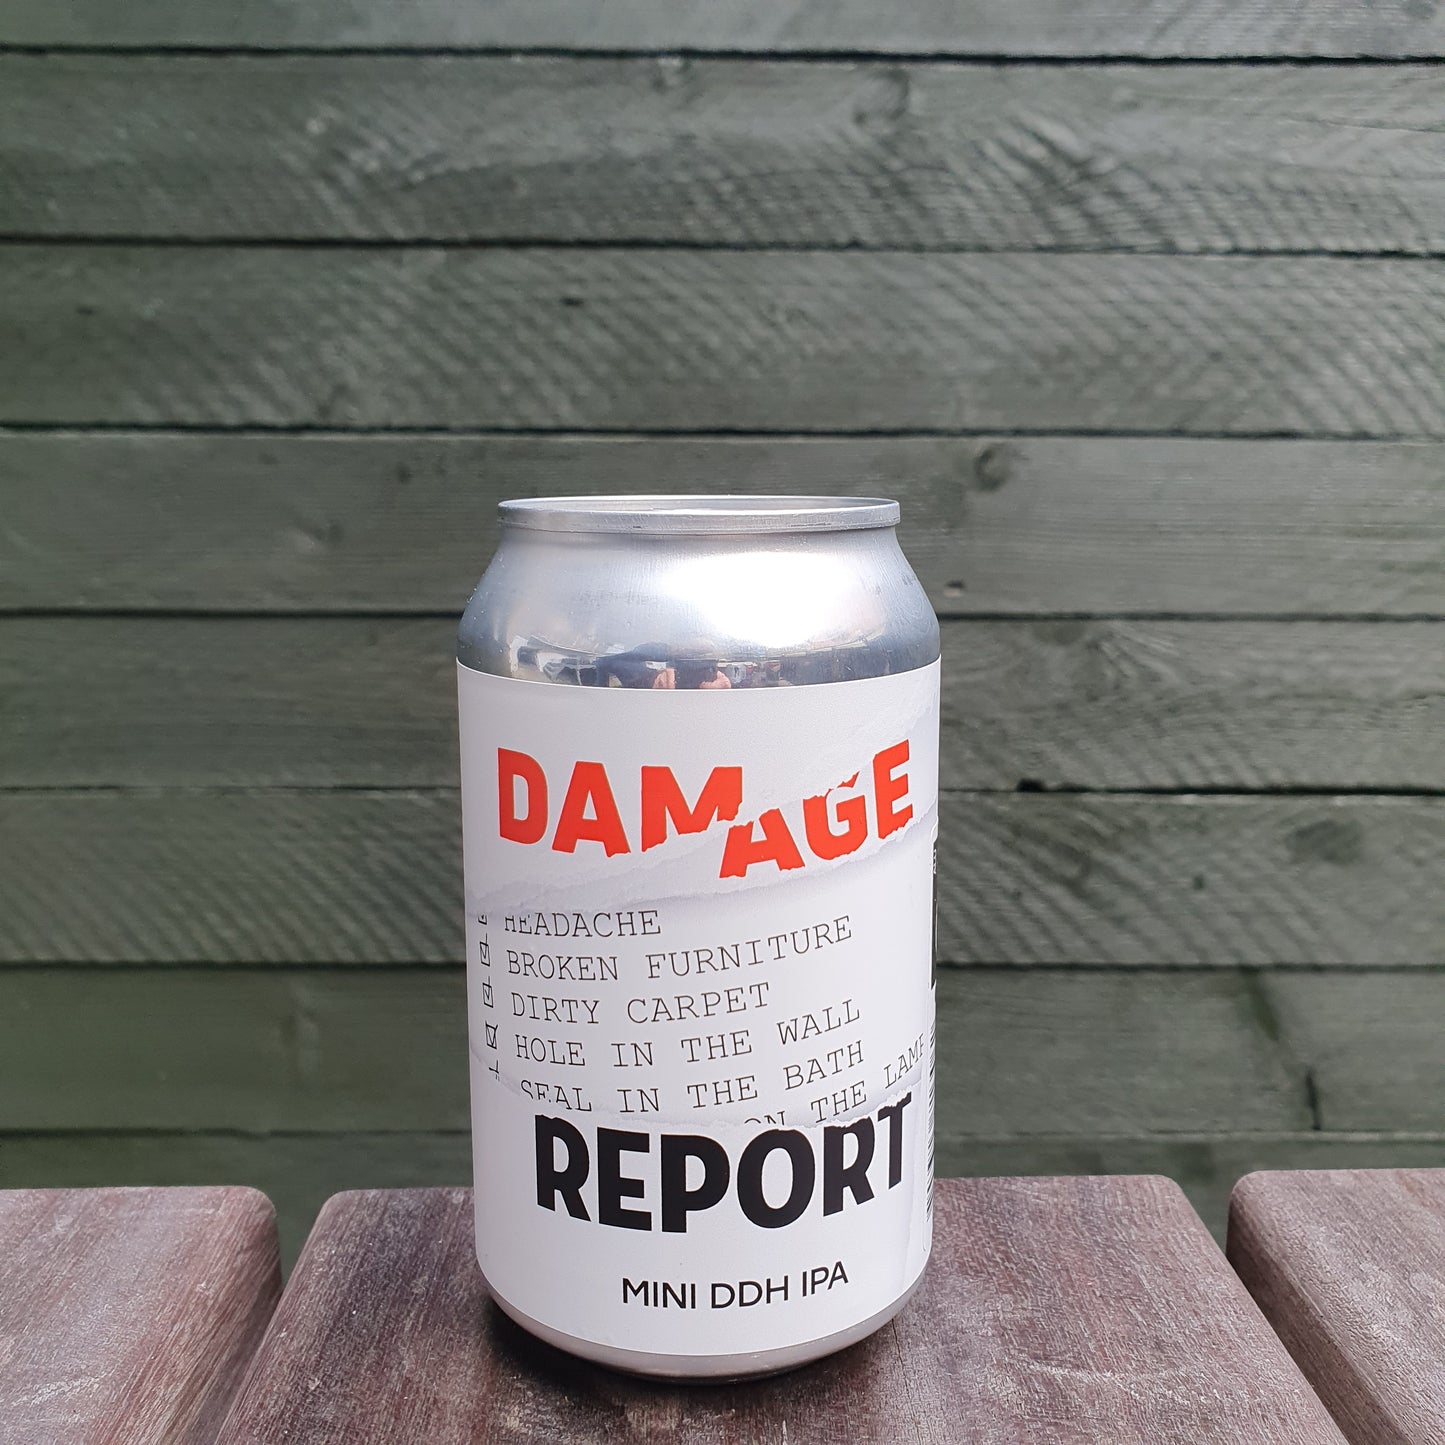 DAMAGE
HEADACHE
BROKEN FURNITURE
DIRTY CARPET
HOLE IN THE WALL
SEAL IN THE BATH
ON THE LAMP
REPORT
MINI DDH IPA